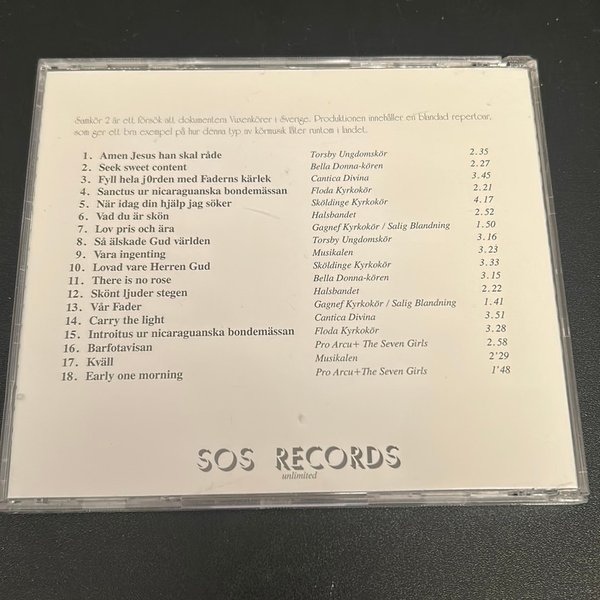 Samkör 2 är ett försök att dokumentera Vuxenkörer i Sverige. Produktionen innehåller en blandad repertoar,
som ger ett bra exempel på hur denna typ av körmusik låter runtom i landet.
1. Amen Jesus han skal råde Torsby Ungdomskör 2.35
2. Seek sweet content Bella Donna-kören 2.27
3. Fyll hela j0rden med Faderns kärlek Cantica Divina 3.45
4. Sanctus ur nicaraguanska bondemässan Floda Kyrkokör 2.21
5. När idag din hjälp jag söker Sköldinge Kyrkokör 4.17
6. Vad du är skön Halsbandet 2.52
7. Lov pris och ära Gagnef Kyrkokör / Salig Blandning 1.50
8. Så älskade Gud världen Torsby Ungdomskör 3.16
9. Vara ingenting Musikalen 3.23
10. Lovad vare Herren Gud Sköldinge Kyrkokör 3.33
11. There is no rose Bella Donna-kören 3.15
12. Skönt ljuder stegen Halsbandet 2.22
13. Vår Fader Gagnef Kyrkokör / Salig Blandning 1.41
14. Carry the light Cantica Divina 3.51
15. Introitus ur nicaraguanska bondemässan Floda Kyrkokör 3.28
16. Barfotavisan Pro Arcu+ The Seven Girls 2.58
17. Kväll Musikalen 2'29
18. Early one morning Pro Arcu+The Seven Girls 1'48
SOS RECORDS
unlimited